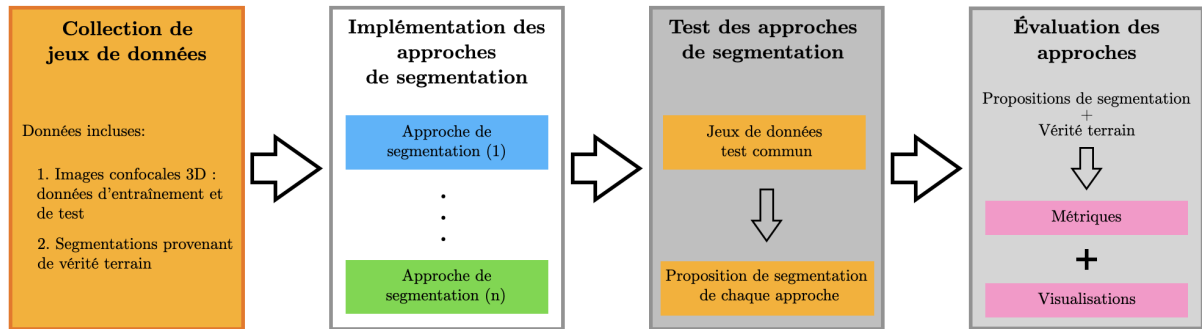 Collection de
jeux de données
Données incluses:
1. Images confocales 3D :
données d'entraînement et
de test
2. Segmentations provenant
de vérité terrain
Implémentation des
approches
de segmentation
Approche de
segmentation (1)
Approche de
segmentation (n)
Test des approches
de segmentation
Jeux de données
test commun
Proposition de segmentation
de chaque approche
Évaluation des
approches
Propositions de segmentation
+
Vérité terrain
Métriques
+
Visualisations